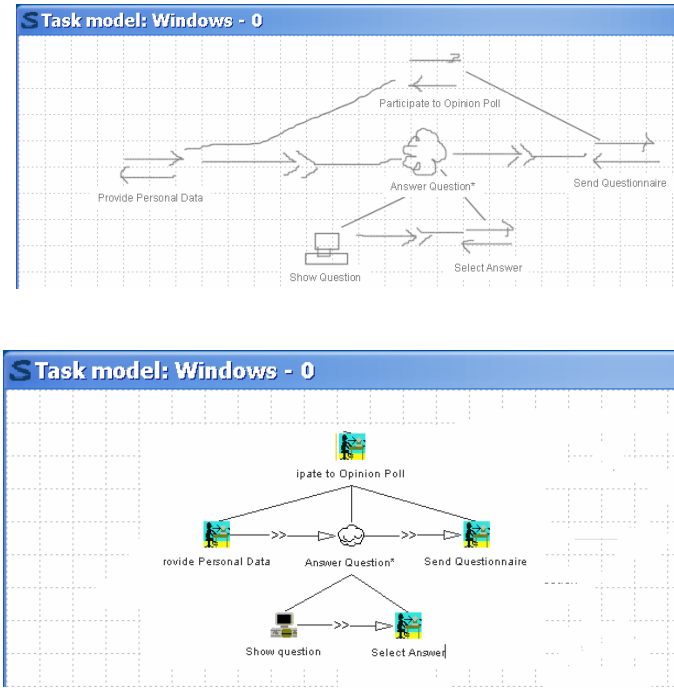 S Task model: Windows - 0
Participate to Opinion Poll
Provide Personal Data
Answer Question*
Send Questionnaire
Show Question
Select Answer
S Task model: Windows - 0
ipate to Opinion Poll
rovide Personal Data
Answer Question*
Send Questionnaire
Show question
Select Answer